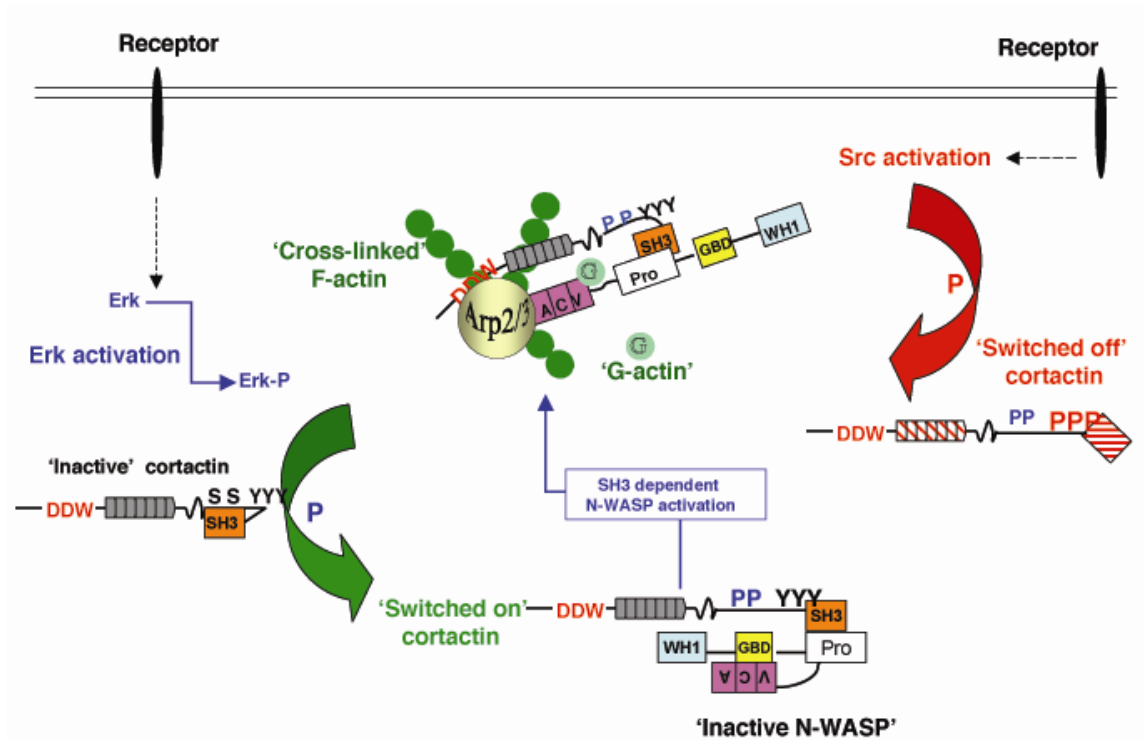 Receptor
Receptor
Src activation
P P YYY
WH1
GBD
SH3
'Cross-linked'
F-actin
G
Pro
DDW
A C V
Arp2/3
P
Erk
Erk activation
Erk-P
G
'G-actin'
'Switched off'
cortactin
DDW
PP
PPP
'Inactive' cortactin
S S YYY
DDW
SH3
P
SH3 dependent
N-WASP activation
'Switched on'
cortactin
DDW
PP
YYY
SH3
WH1
GBD
Pro
A C V
'Inactive N-WASP'